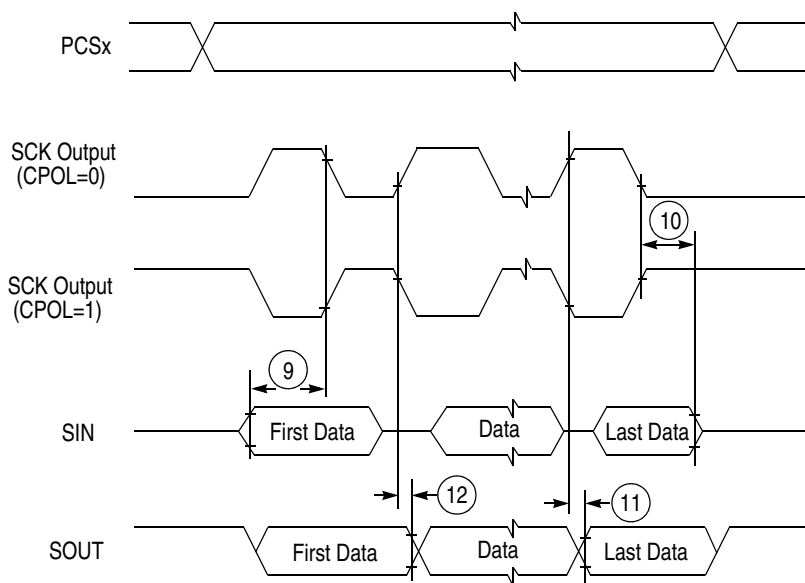 PCSx
SCK Output
(CPOL=0)
10
SCK Output
(CPOL=1)
9
SIN
First Data
Data
Last Data
12
11
SOUT
First Data
Data
Last Data